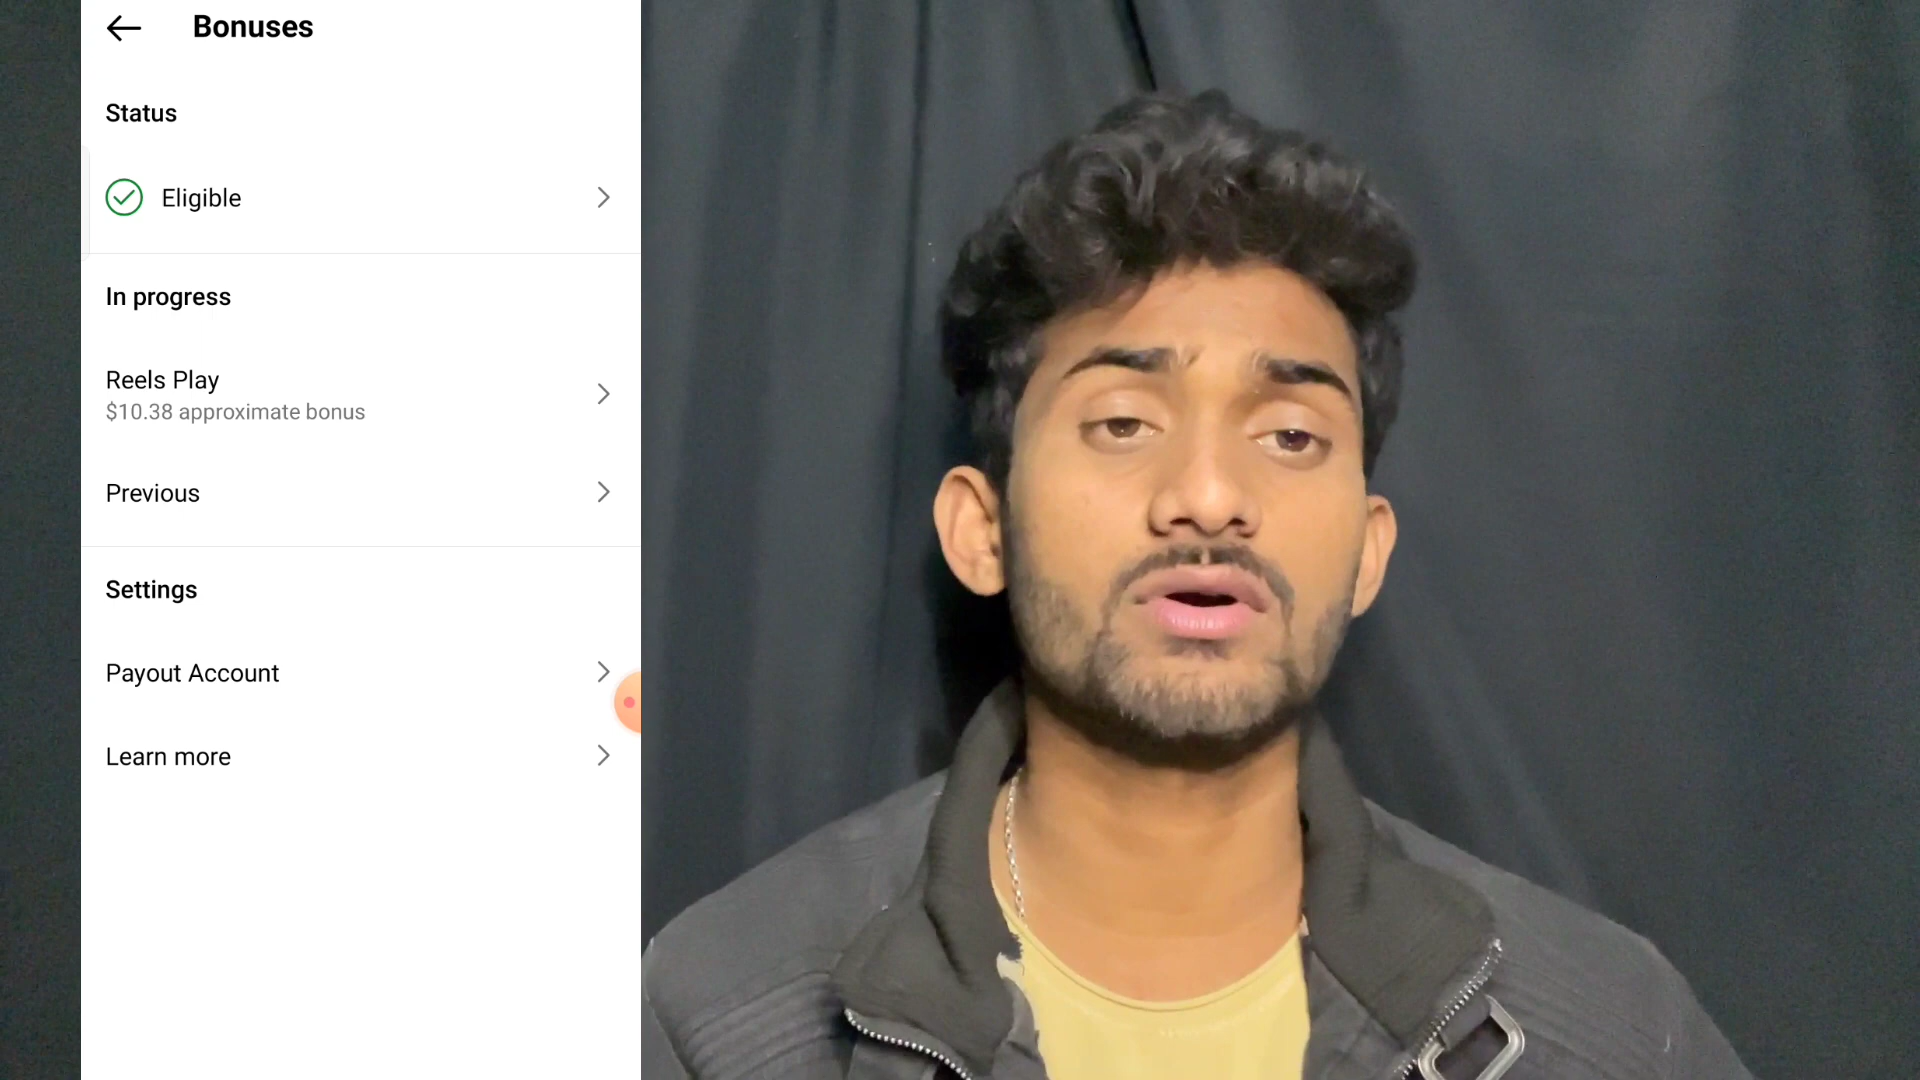 Bonuses
Status
Eligible
In progress
Reels Play
$10.38 approximate bonus
Previous
Settings
Payout Account
Learn more